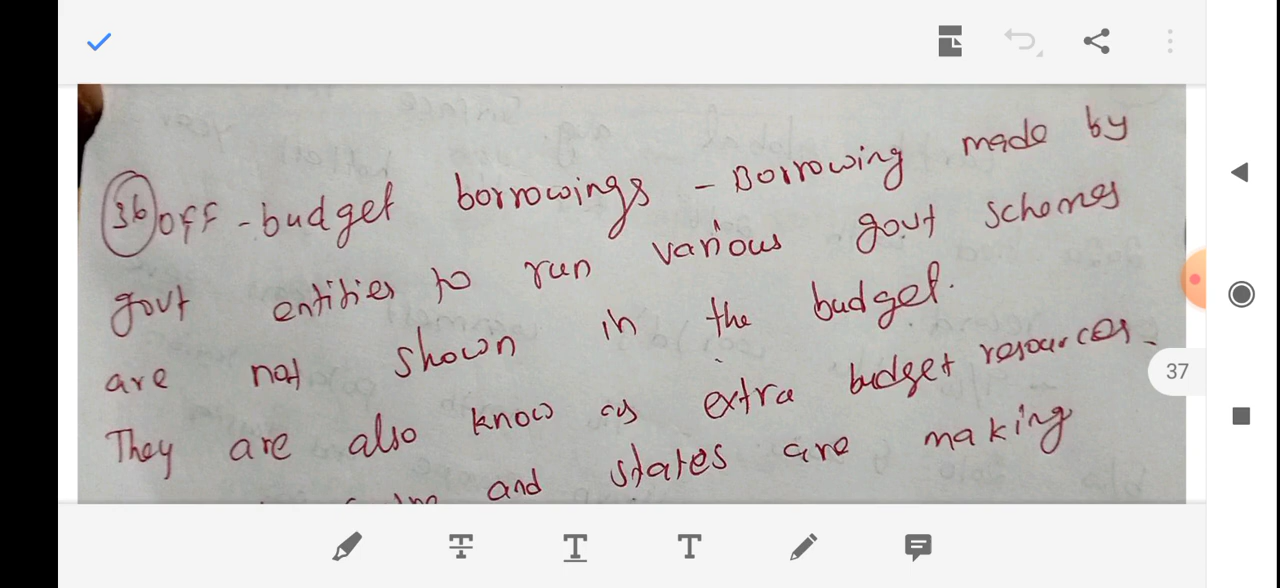 (36) OFF-budget borrowings - Borrowing made by
govt entities to run various govt schemes
are not shown in the budget.
They are also know as extra budget resources.
and states are making
37
T
T
T